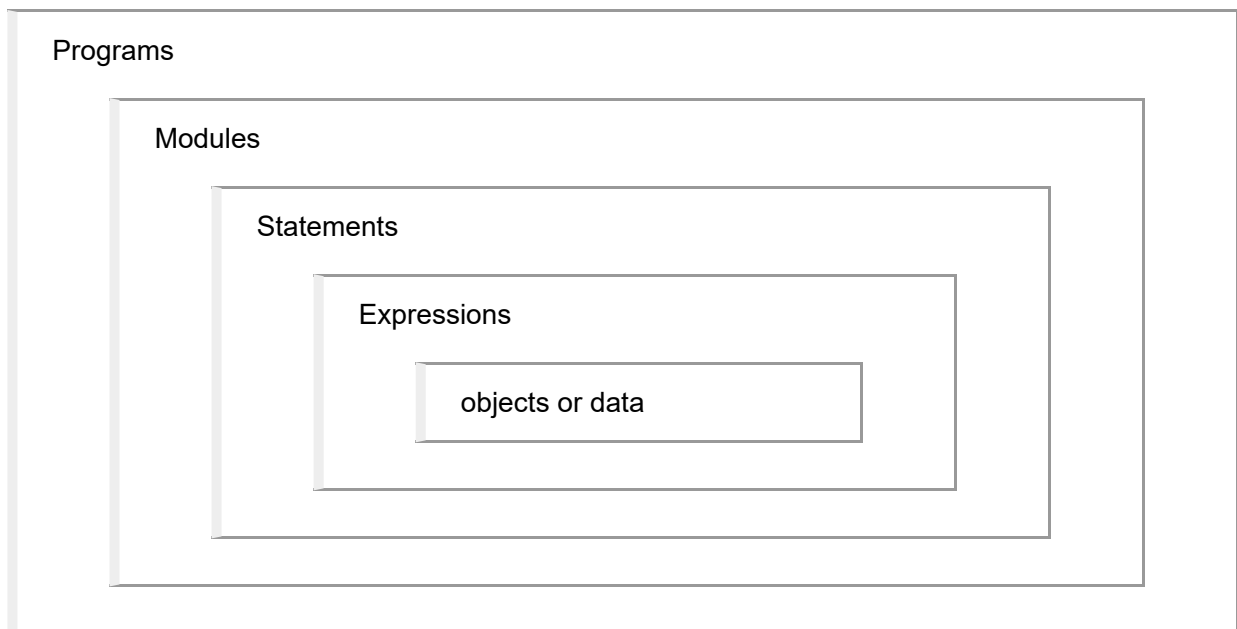 Programs
Modules
Statements
Expressions
objects or data